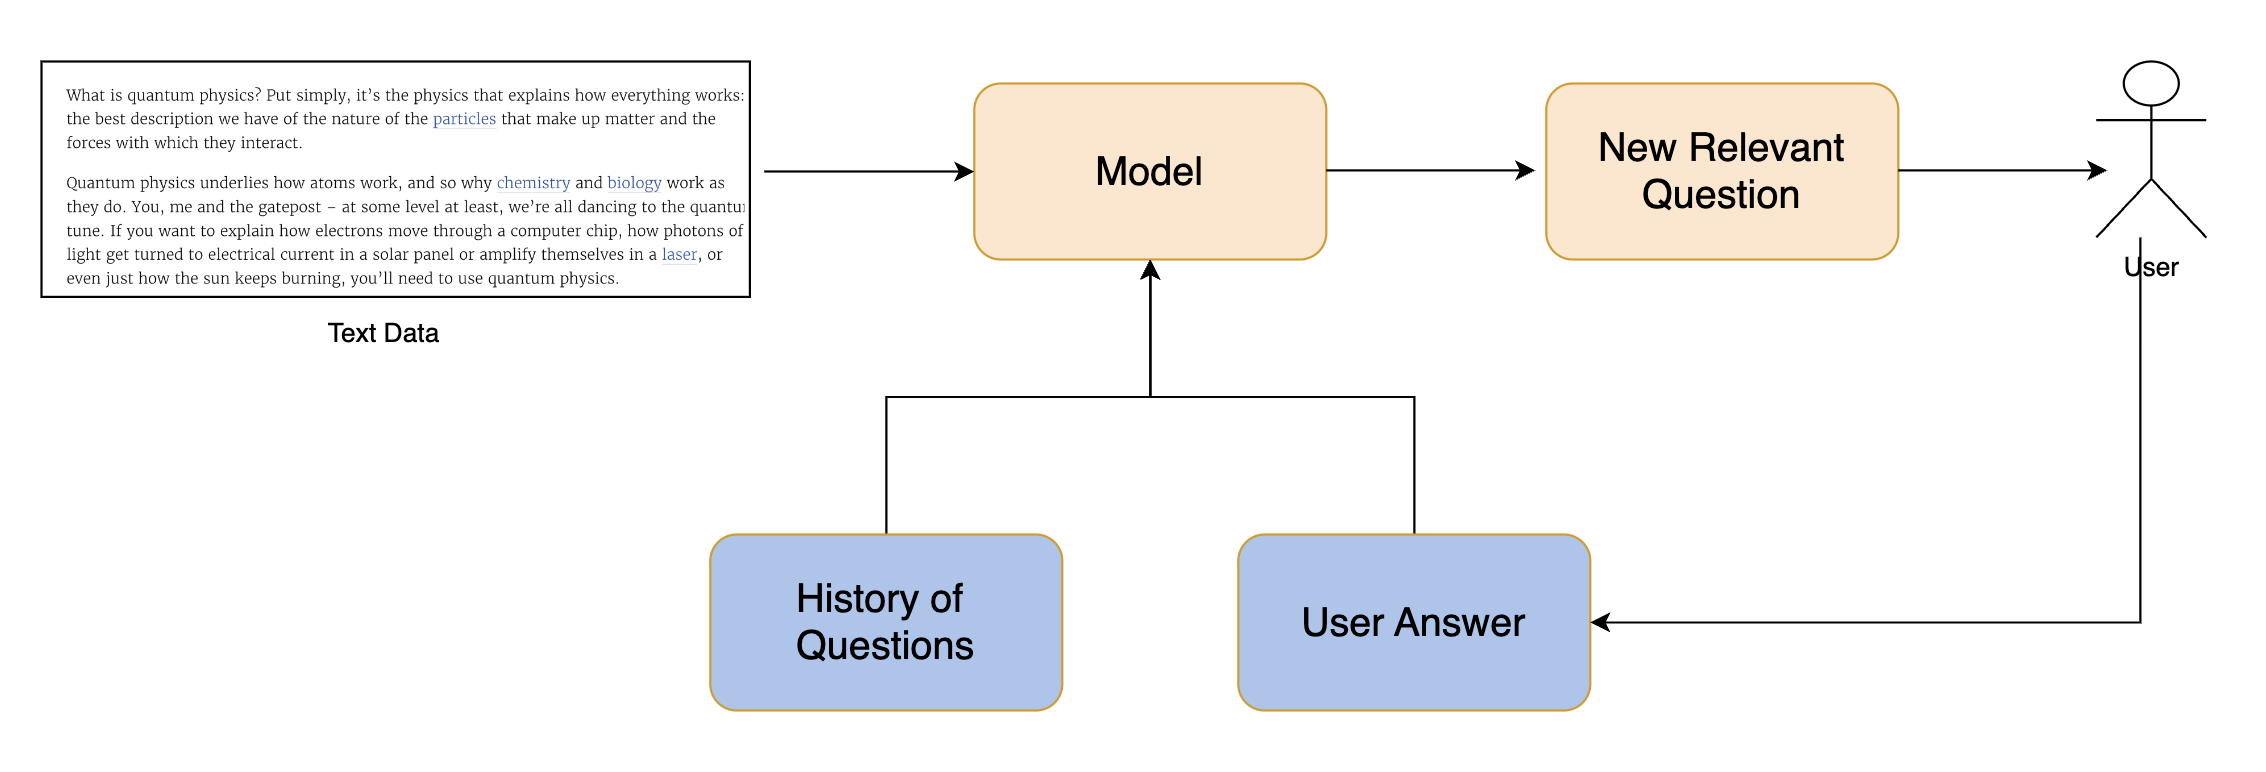 What is quantum physics? Put simply, it’s the physics that explains how everything works:
the best description we have of the nature of the particles that make up matter and the
forces with which they interact.
Quantum physics underlies how atoms work, and so why chemistry and biology work as
they do. You, me and the gatepost – at some level at least, we’re all dancing to the
tune. If you want to explain how electrons move through a computer chip, how photons of
light get turned to electrical current in a solar panel or amplify themselves in a laser, or
even just how the sun keeps burning, you’ll need to use quantum physics.
Text Data
Model
New Relevant
Question
User
History of
Questions
User Answer